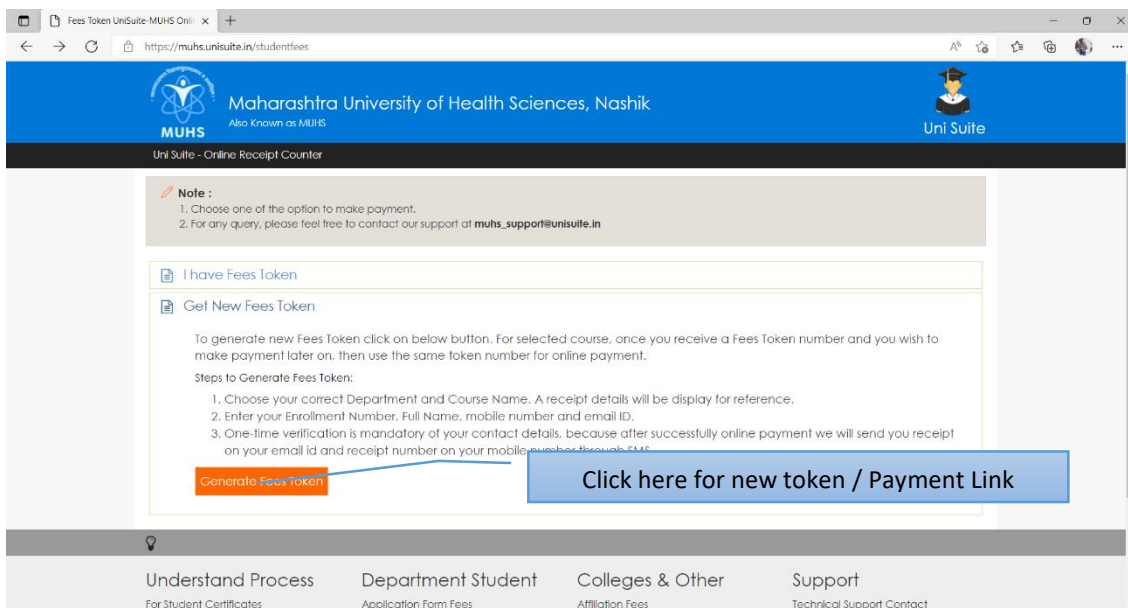 Fees Token UniSuite-MUHS Onli
https://muhs.unisuite.in/studentfees
MUHS
Maharashtra University of Health Sciences, Nashik
Also Known as MUHS
Uni Suite
Uni Suite - Online Receipt Counter
Note :
1. Choose one of the option to make payment.
2. For any query, please feel free to contact our support at muhs_support@unisuite.in
I have Fees Token
Get New Fees Token
To generate new Fees Token click on below button. For selected course, once you receive a Fees Token number and you wish to
make payment later on. then use the same token number for online payment.
Steps to Generate Fees Token:
1. Choose your correct Department and Course Name. A receipt details will be display for reference.
2. Enter your Enrollment Number, Full Name, mobile number and email ID.
3. One-time verification is mandatory of your contact details, because after successfully online payment we will send you receipt
on your email id and receipt number on your mobile number through SMS
Generate Fees Token
Click here for new token / Payment Link
Understand Process
Department Student
Colleges & Other
Support
For Student Certificates
Application Form Fees
Affiliation Fees
Technical Support Contact